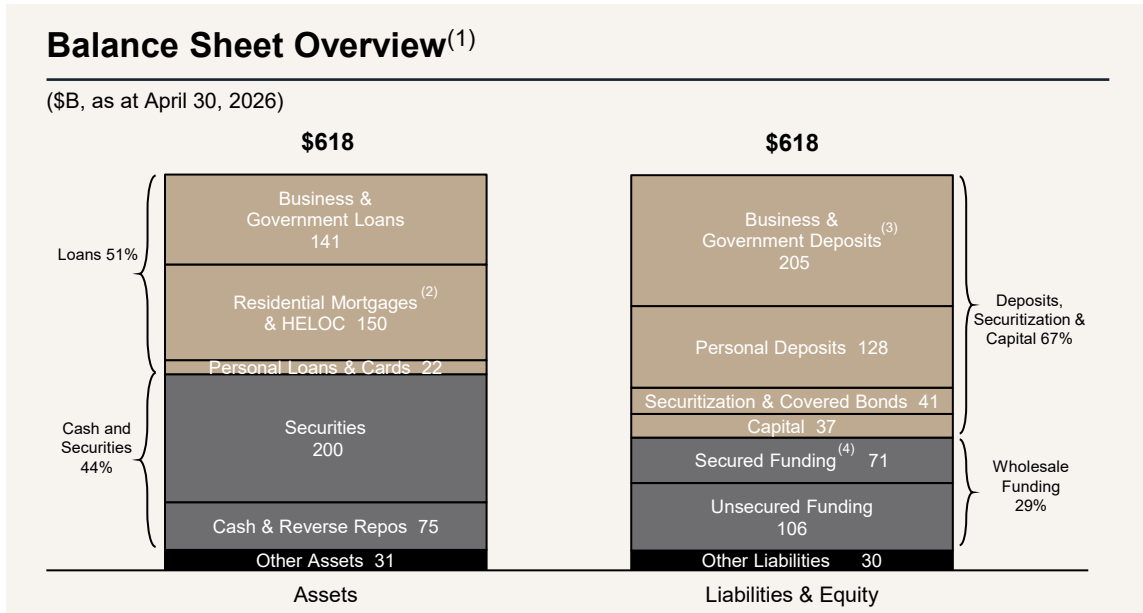 Balance Sheet Overview(1)
($B, as at April 30, 2026)
$618
Business &
Government Loans
141
Residential Mortgages (2)
& HELOC 150
Personal Loans & Cards 22
Securities
200
Cash & Reverse Repos 75
Other Assets 31
Assets
Loans 51%
Cash and
Securities
44%
$618
Business &
Government Deposits(3)
205
Personal Deposits 128
Securitization & Covered Bonds 41
Capital 37
Secured Funding(4) 71
Unsecured Funding
106
Other Liabilities 30
Liabilities & Equity
Deposits,
Securitization &
Capital 67%
Wholesale
Funding
29%